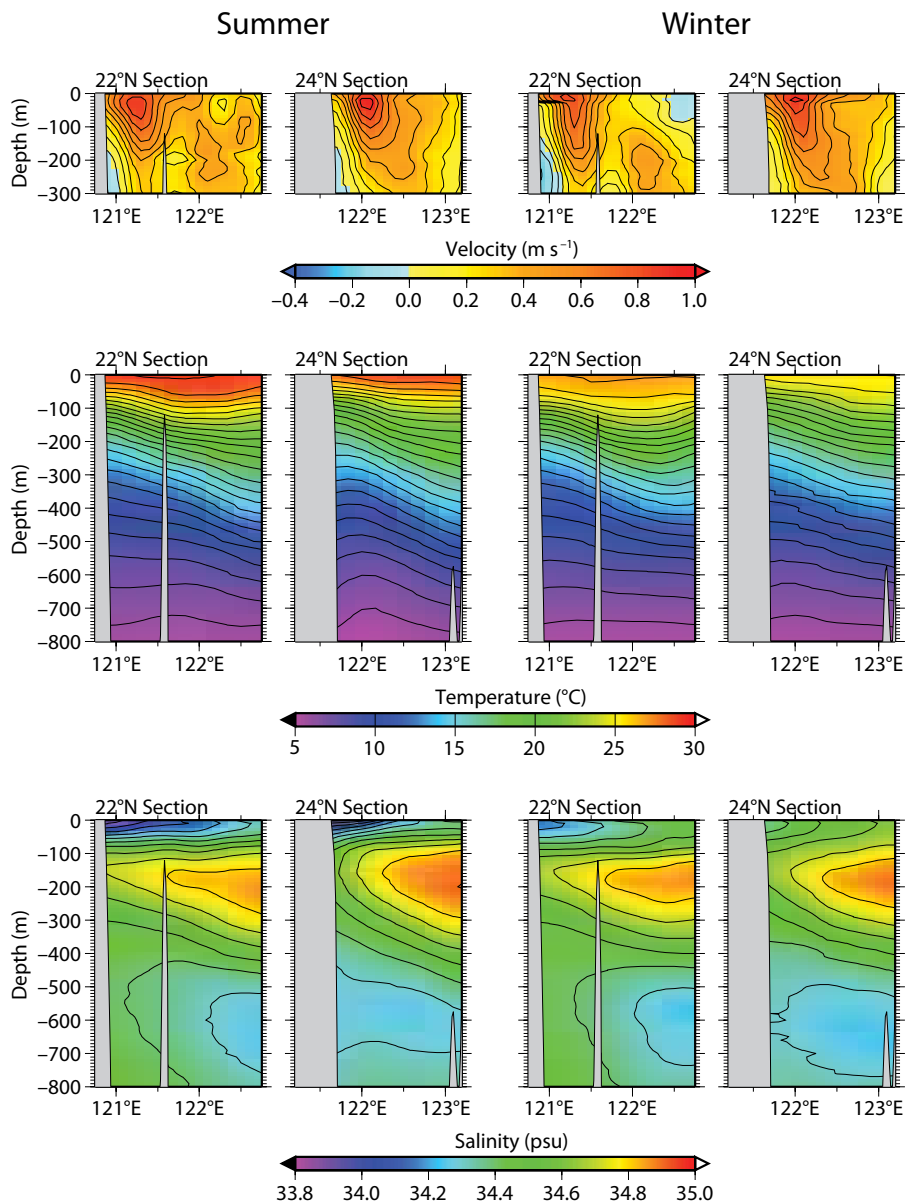 Summer Winter
22°N Section 24°N Section 22°N Section 24°N Section
Depth (m)
0
−100
−200
−300
121°E 122°E 122°E 123°E 121°E 122°E 122°E 123°E
Velocity (m s⁻¹)
−0.4 −0.2 0.0 0.2 0.4 0.6 0.8 1.0
22°N Section 24°N Section 22°N Section 24°N Section
Depth (m)
0
−100
−200
−300
−400
−500
−600
−700
−800
121°E 122°E 122°E 123°E 121°E 122°E 122°E 123°E
Temperature (°C)
5 10 15 20 25 30
22°N Section 24°N Section 22°N Section 24°N Section
Depth (m)
0
−100
−200
−300
−400
−500
−600
−700
−800
121°E 122°E 122°E 123°E 121°E 122°E 122°E 123°E
Salinity (psu)
33.8 34.0 34.2 34.4 34.6 34.8 35.0